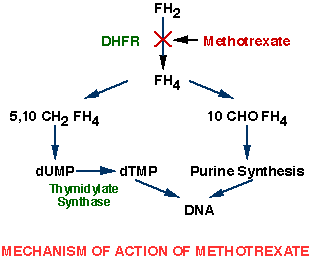 FH2
DHFR
Methotrexate
FH4
5,10 CH2 FH4
10 CHO FH4
dUMP
dTMP
Purine Synthesis
Thymidylate
Synthase
DNA
MECHANISM OF ACTION OF METHOTREXATE